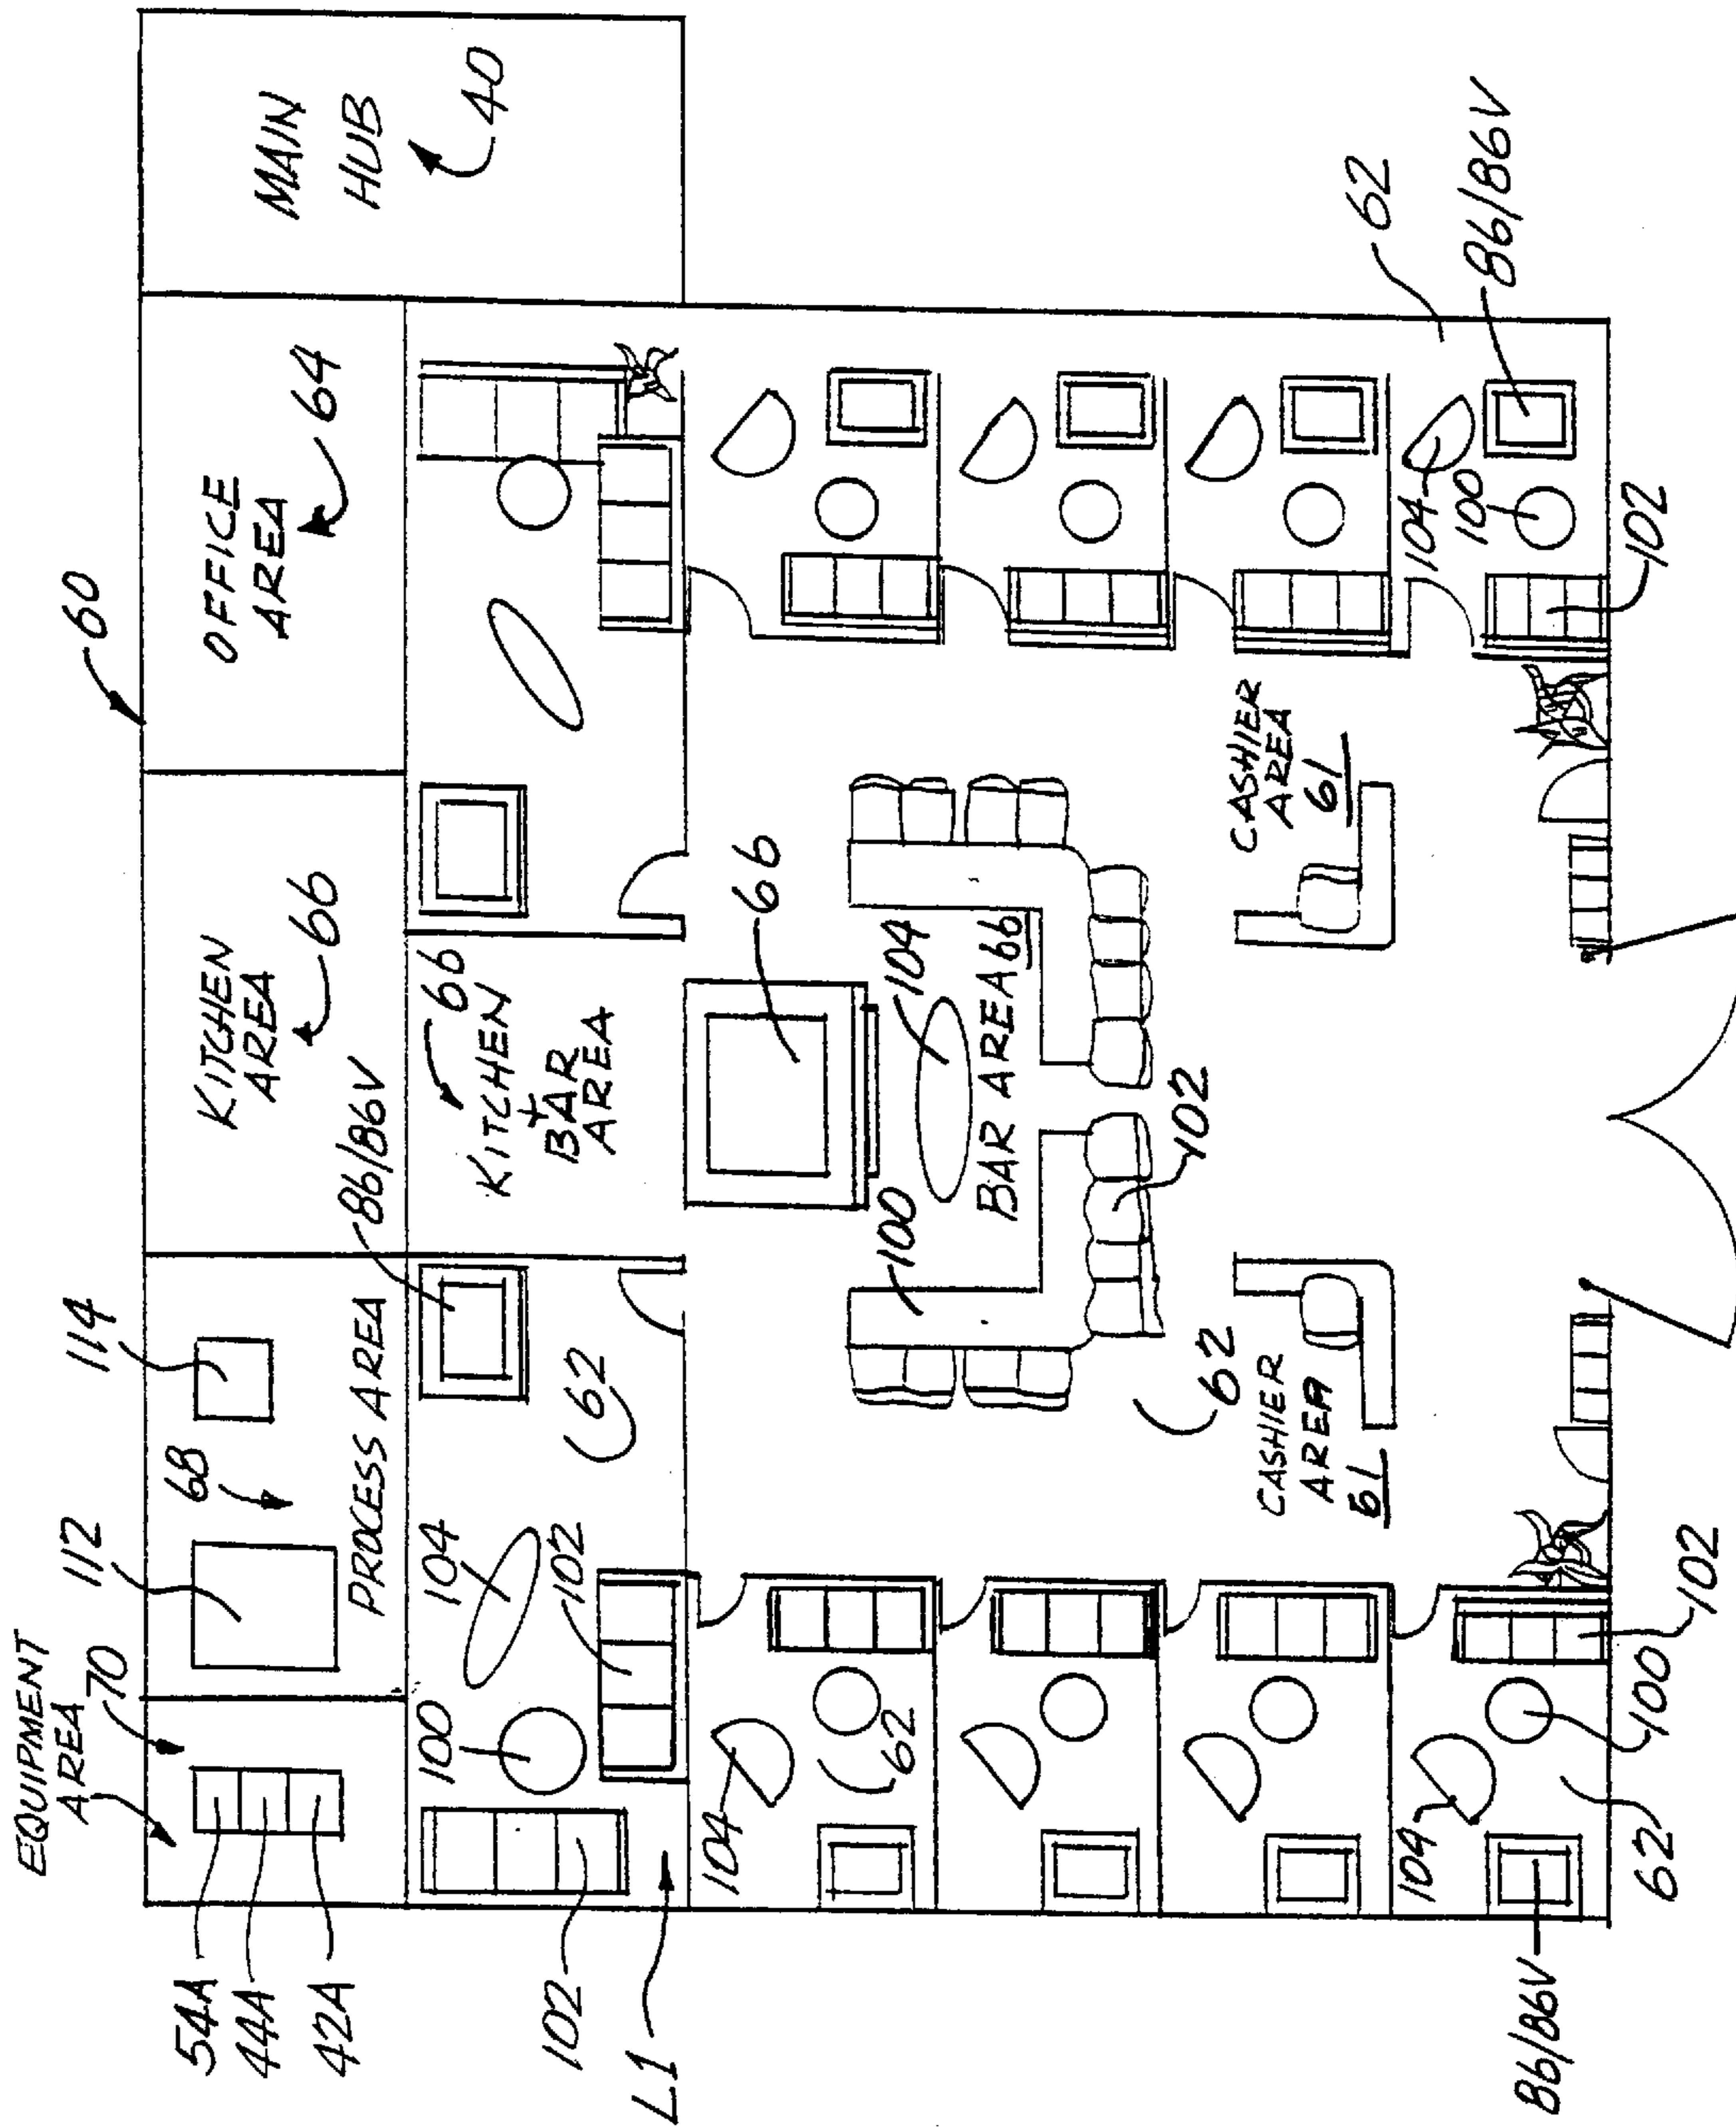 EQUIPMENT
AREA
70
112
114
60
54A
44A
42A
68
PROCESS AREA
KITCHEN
AREA
66
OFFICE
AREA
64
MAIN
HUB
40
86/86V
100
104
102
62
102
L1
66
KITCHEN
+
BAR
AREA
66
104
62
100
104
BAR AREA 66
102
62
CASHIER
AREA
61
CASHIER
AREA
61
104
62
100
102
86/86V
104
100
102
62
86/86V